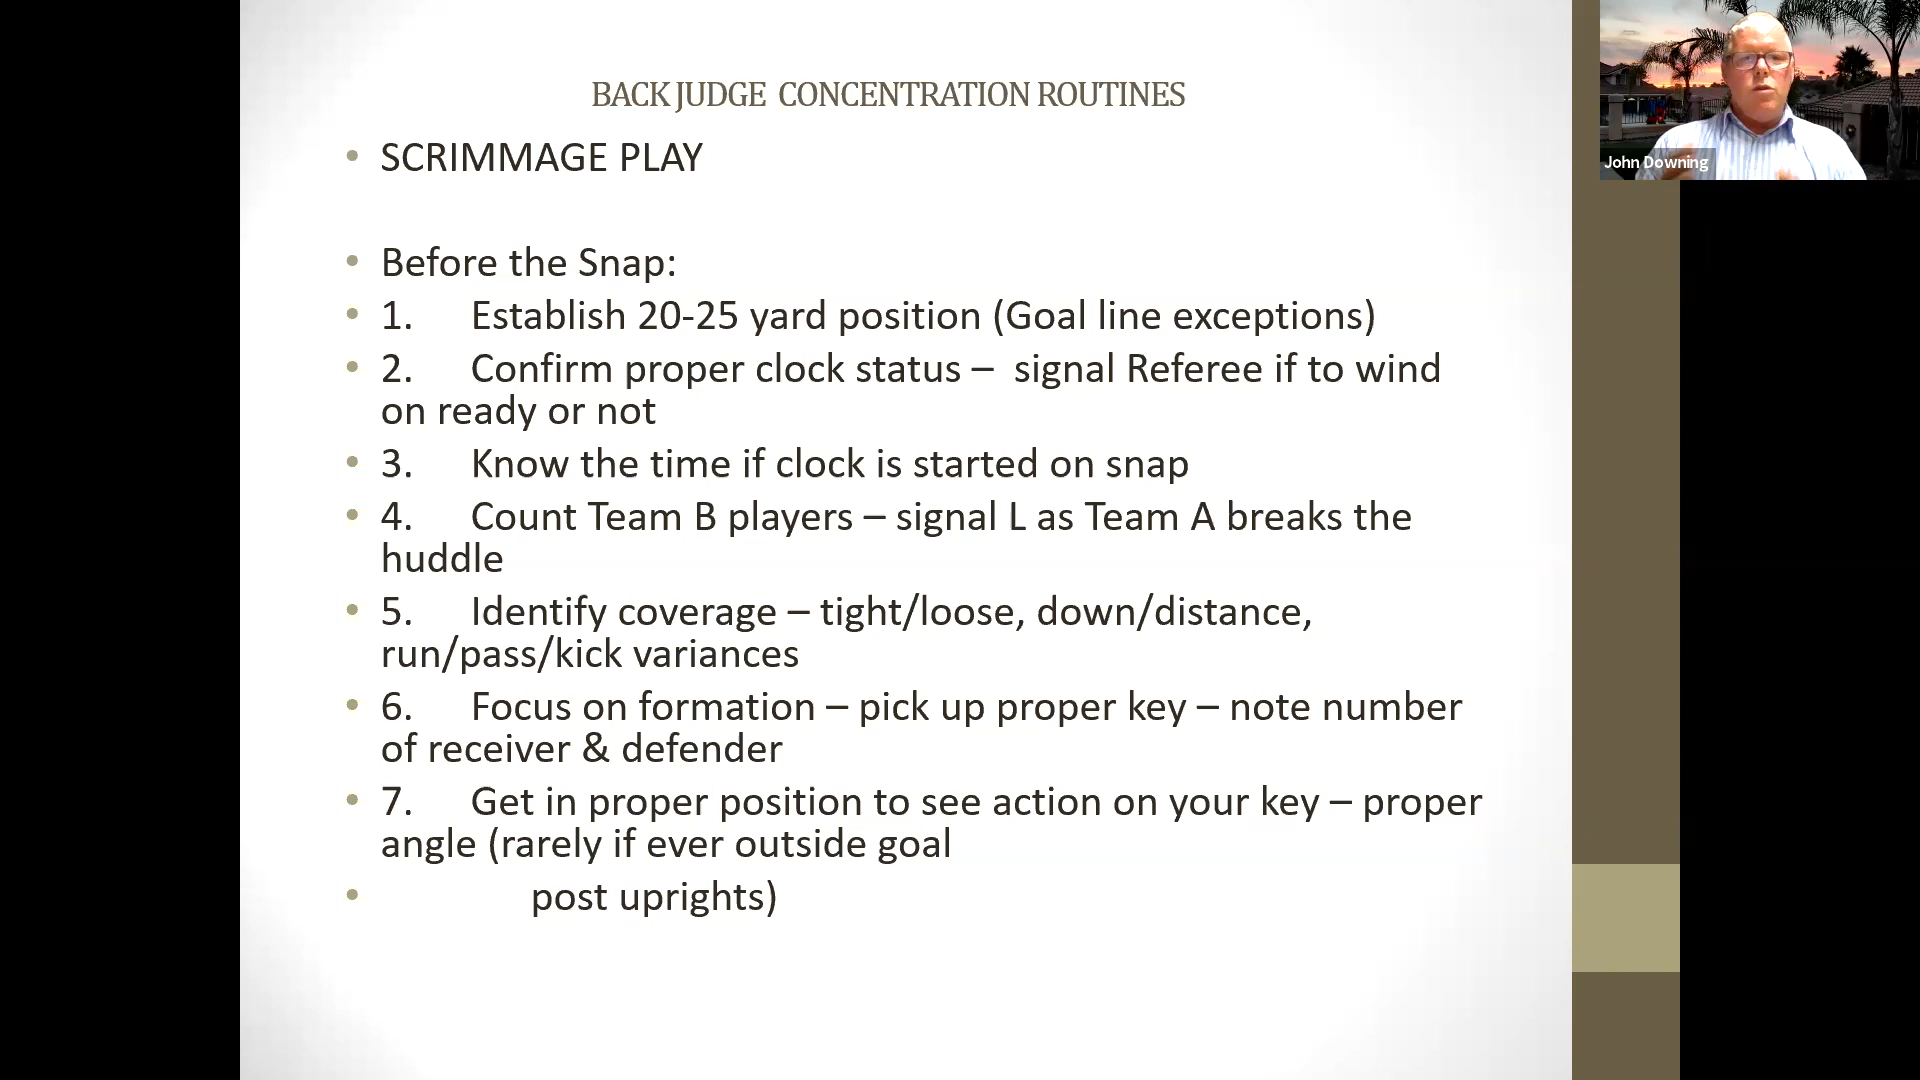 BACK JUDGE CONCENTRATION ROUTINES
• SCRIMMAGE PLAY
• Before the Snap:
• 1. Establish 20-25 yard position (Goal line exceptions)
• 2. Confirm proper clock status – signal Referee if to wind
on ready or not
• 3. Know the time if clock is started on snap
• 4. Count Team B players – signal L as Team A breaks the
huddle
• 5. Identify coverage – tight/loose, down/distance,
run/pass/kick variances
• 6. Focus on formation – pick up proper key – note number
of receiver & defender
• 7. Get in proper position to see action on your key – proper
angle (rarely if ever outside goal
• post uprights)
John Downing